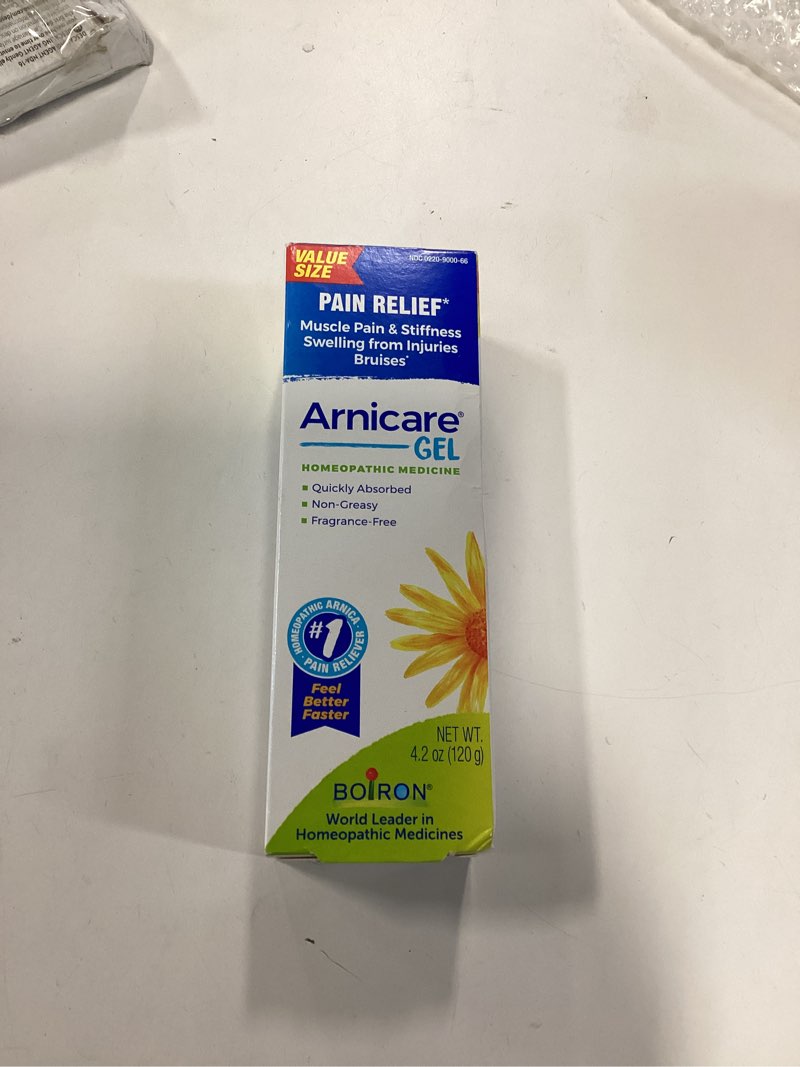 VALUE
SIZE
NDC 0220-9000-66
PAIN RELIEF*
Muscle Pain & Stiffness
Swelling from Injuries
Bruises*
Arnicare®
GEL
HOMEOPATHIC MEDICINE
Quickly Absorbed
Non-Greasy
Fragrance-Free
HOMEOPATHIC ARNICA
#1
PAIN RELIEVER
Feel
Better
Faster
NET WT.
4.2 oz (120 g)
BOIRON®
World Leader in
Homeopathic Medicines